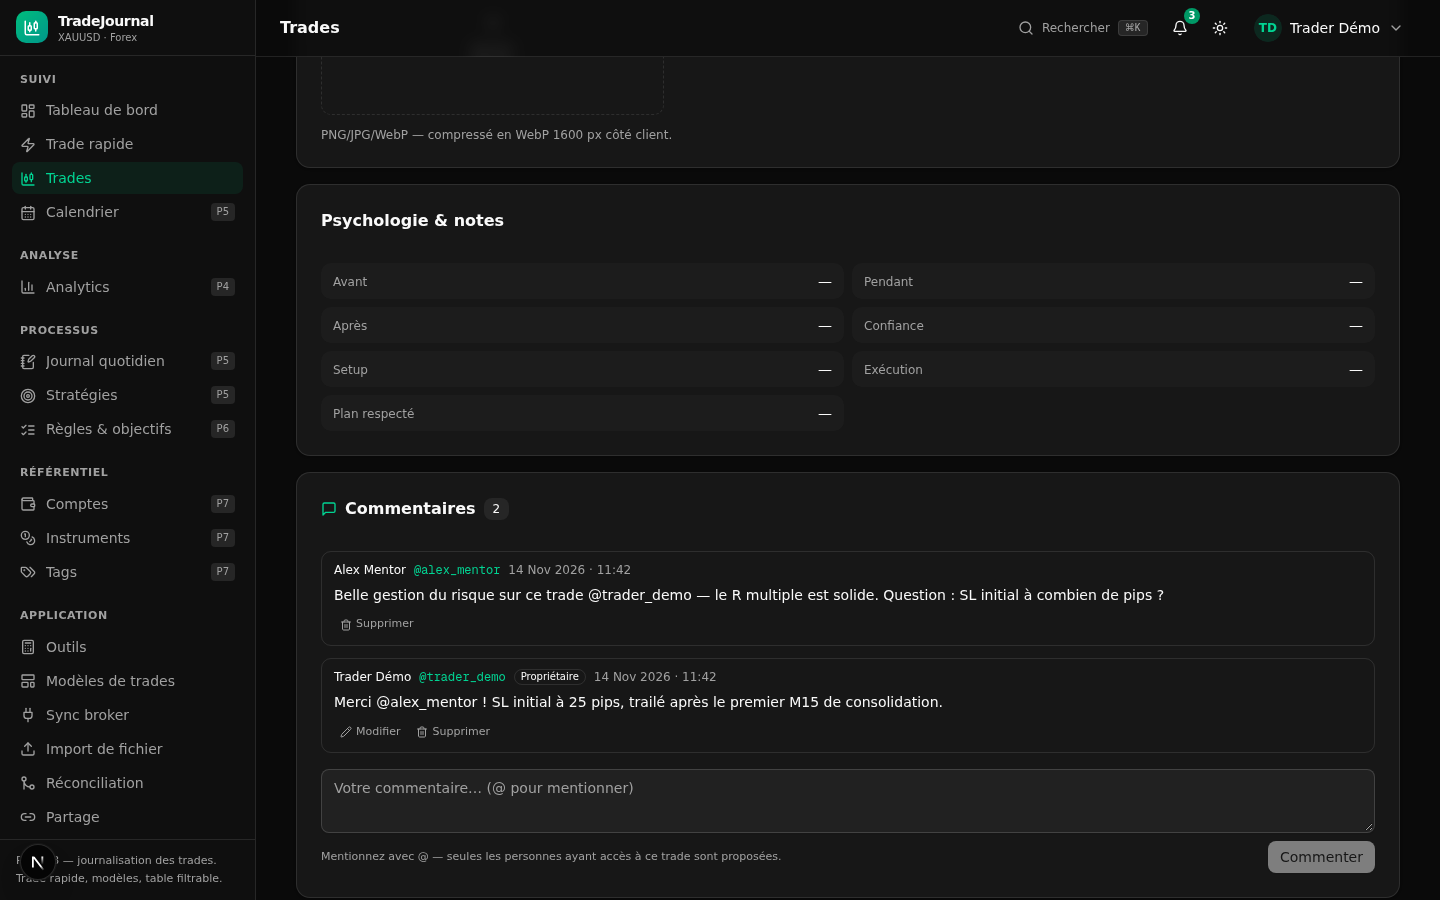 TradeJournal
XAUUSD · Forex
SUIVI
Tableau de bord
Trade rapide
Trades
Calendrier P5
ANALYSE
Analytics P4
PROCESSUS
Journal quotidien P5
Stratégies P5
Règles & objectifs P6
RÉFÉRENTIEL
Comptes P7
Instruments P7
Tags P7
APPLICATION
Outils
Modèles de trades
Sync broker
Import de fichier
Réconciliation
Partage
— journalisation des trades.
rapide, modèles, table filtrable.
Trades
Rechercher ⌘K
3
TD Trader Démo
PNG/JPG/WebP — compressé en WebP 1600 px côté client.
Psychologie & notes
Avant —
Pendant —
Après —
Confiance —
Setup —
Exécution —
Plan respecté —
Commentaires 2
Alex Mentor @alex_mentor 14 Nov 2026 · 11:42
Belle gestion du risque sur ce trade @trader_demo — le R multiple est solide. Question : SL initial à combien de pips ?
Supprimer
Trader Démo @trader_demo Propriétaire 14 Nov 2026 · 11:42
Merci @alex_mentor ! SL initial à 25 pips, trailé après le premier M15 de consolidation.
Modifier Supprimer
Votre commentaire… (@ pour mentionner)
Mentionnez avec @ — seules les personnes ayant accès à ce trade sont proposées.
Commenter